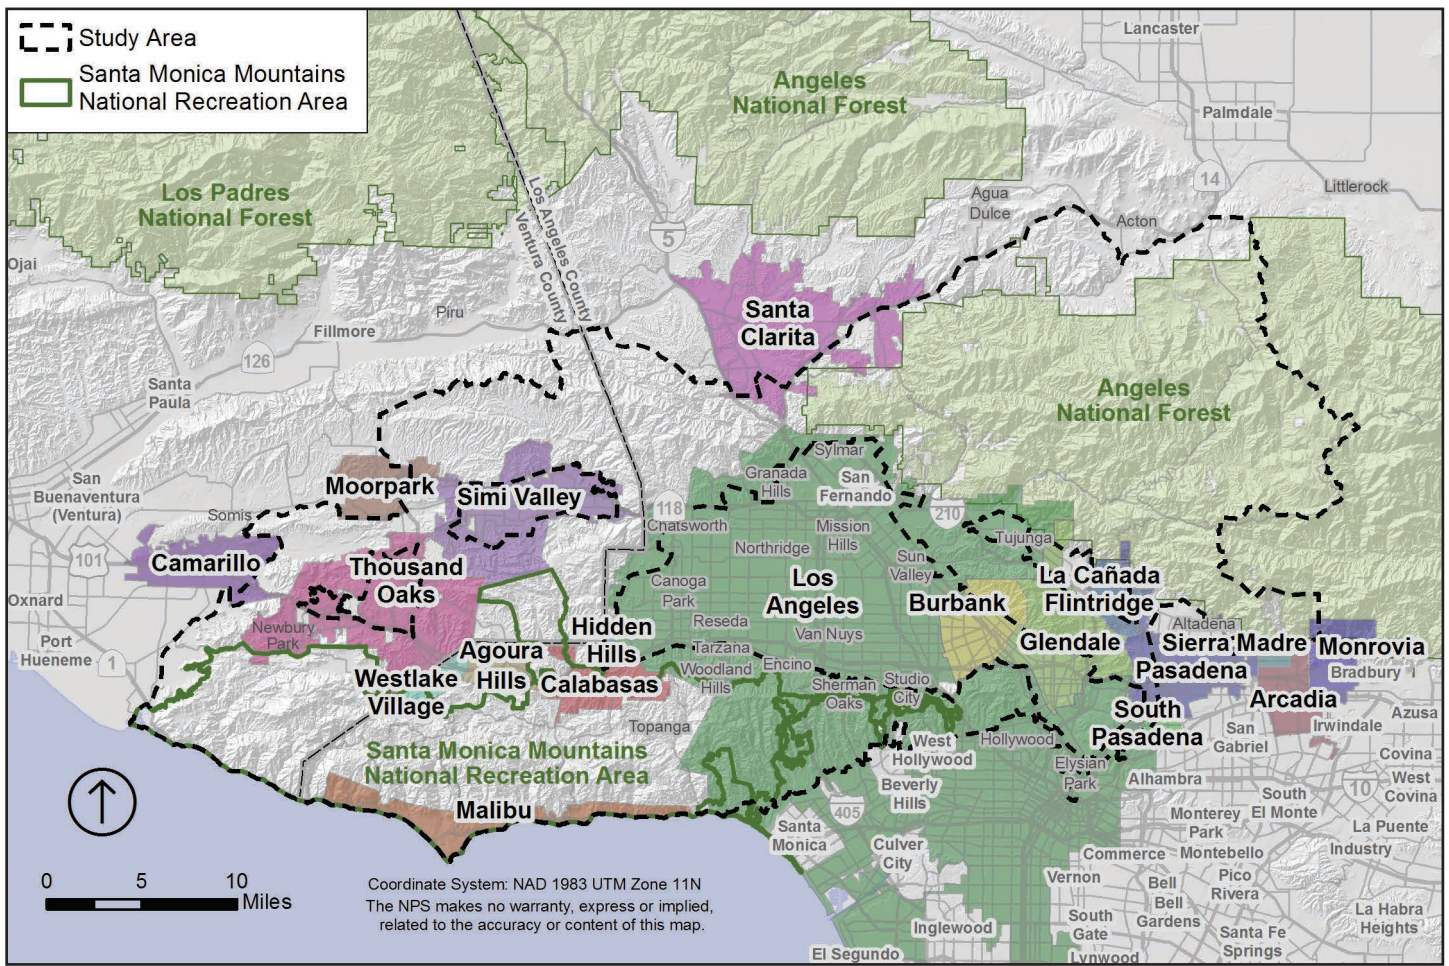 Study Area
Santa Monica Mountains
National Recreation Area
Lancaster
Angeles
National Forest
Palmdale
14
Littlerock
Los Padres
National Forest
Los Angeles County
Ventura County
Agua
Dulce
Acton
5
Ojai
Santa
Clarita
Piru
Fillmore
126
Santa
Paula
Angeles
National Forest
Sylmar
Granada
Hills
San
Fernando
San
Buenaventura
(Ventura)
Moorpark
Simi Valley
118
210
Somis
Chatsworth
Mission
Hills
Northridge
Tujunga
101
Camarillo
Thousand
Oaks
Sun
Valley
La Cañada
Flintridge
Canoga
Park
Los
Angeles
Burbank
Oxnard
Port
Hueneme
1
Newbury
Park
Hidden
Hills
Reseda
Van Nuys
Altadena
Glendale
Sierra Madre
Monrovia
Agoura
Hills
Tarzana
Encino
Woodland
Hills
Pasadena
Bradbury
Westlake
Village
Calabasas
Sherman
Oaks
Studio
City
Arcadia
South
Pasadena
Azusa
Irwindale
San
Gabriel
Topanga
Santa Monica Mountains
National Recreation Area
West
Hollywood
Hollywood
Elysian
Park
Covina
Alhambra
West
Covina
10
Beverly
Hills
South
El Monte
Malibu
405
Monterey
Park
La Puente
Santa
Monica
Culver
City
Commerce
Montebello
Industry
Vernon
Pico
Rivera
Bell
Bell
Gardens
0
5
10
Miles
Coordinate System: NAD 1983 UTM Zone 11N
The NPS makes no warranty, express or implied,
related to the accuracy or content of this map.
South
Gate
La Habra
Heights
Inglewood
Santa Fe
Springs
El Segundo
Lynwood